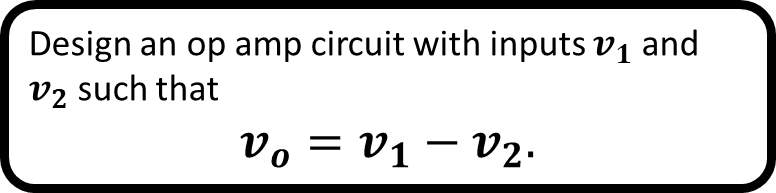 Design an op amp circuit with inputs 𝒗₁ and
𝒗₂ such that
𝒗ₒ = 𝒗₁ − 𝒗₂.